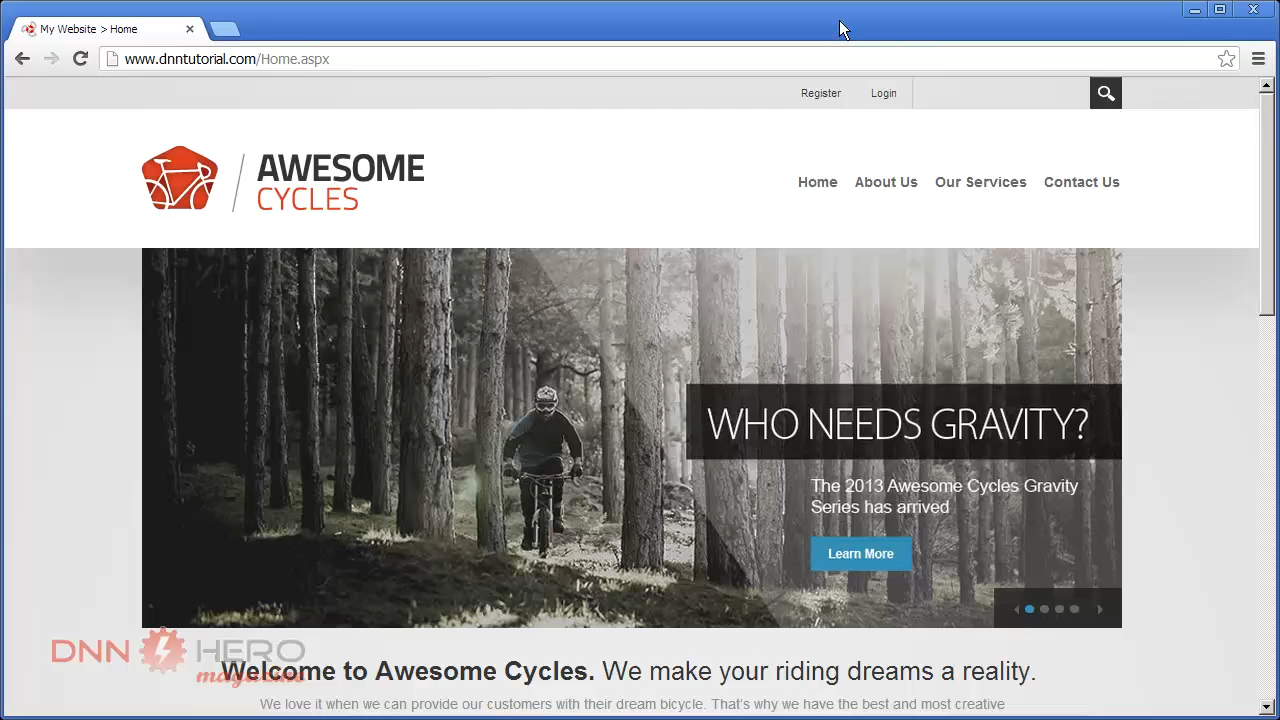 My Website > Home
www.dnntutorial.com/Home.aspx
Register Login
AWESOME
CYCLES
Home About Us Our Services Contact Us
WHO NEEDS GRAVITY?
The 2013 Awesome Cycles Gravity
Series has arrived
Learn More
DNN HERO
magazine
Welcome to Awesome Cycles. We make your riding dreams a reality.
We love it when we can provide our customers with their dream bicycle. That's why we have the best and most creative